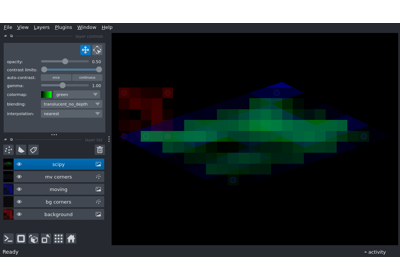 File View Layers Plugins Window Help
opacity: 0.50
contrast limits:
auto-contrast: once continuous
gamma: 1.00
colormap: green
blending: translucent_no_depth
interpolation: nearest
scipy
mv corners
moving
bg corners
background
Ready
activity